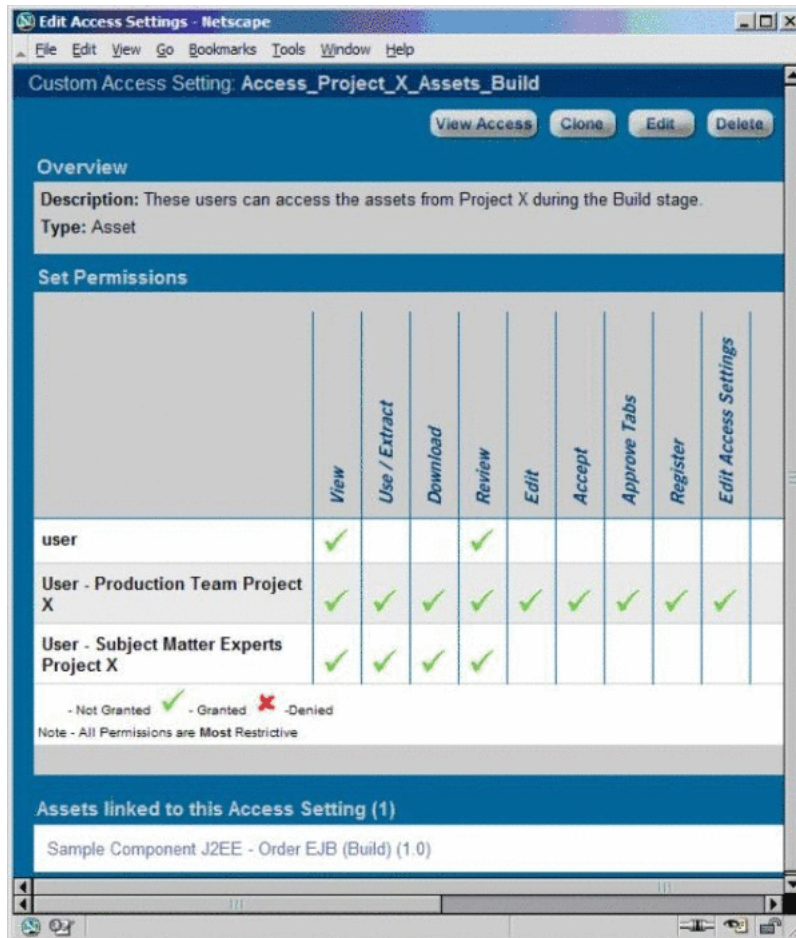 Edit Access Settings - Netscape
File Edit View Go Bookmarks Tools Window Help
Custom Access Setting: Access_Project_X_Assets_Build
View Access Clone Edit Delete
Overview
Description: These users can access the assets from Project X during the Build stage.
Type: Asset
Set Permissions
View
Use / Extract
Download
Review
Edit
Accept
Approve Tabs
Register
Edit Access Settings
user
User - Production Team Project
X
User - Subject Matter Experts
Project X
- Not Granted - Granted -Denied
Note - All Permissions are Most Restrictive
Assets linked to this Access Setting (1)
Sample Component J2EE - Order EJB (Build) (1.0)